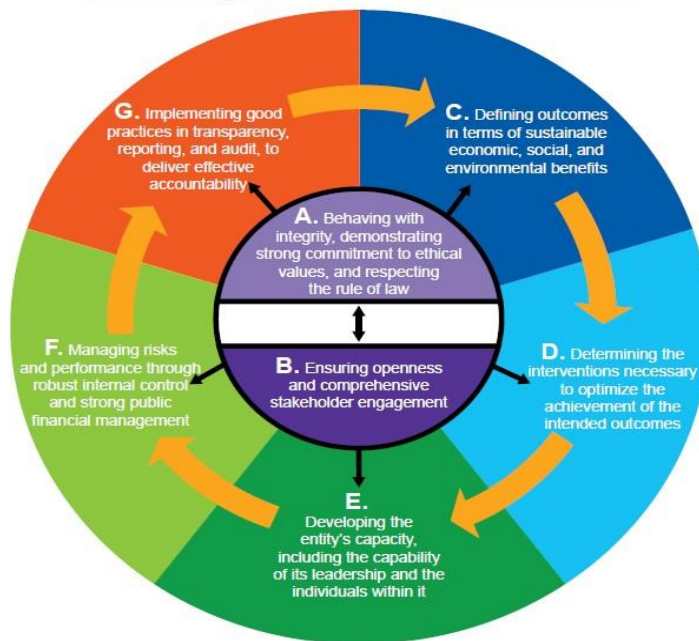 A. Behaving with
integrity, demonstrating
strong commitment to ethical
values, and respecting
the rule of law
B. Ensuring openness
and comprehensive
stakeholder engagement
C. Defining outcomes
in terms of sustainable
economic, social, and
environmental benefits
D. Determining the
interventions necessary
to optimize the
achievement of the
intended outcomes
E.
Developing the
entity's capacity,
including the capability
of its leadership and the
individuals within it
F. Managing risks
and performance through
robust internal control
and strong public
financial management
G. Implementing good
practices in transparency,
reporting, and audit, to
deliver effective
accountability